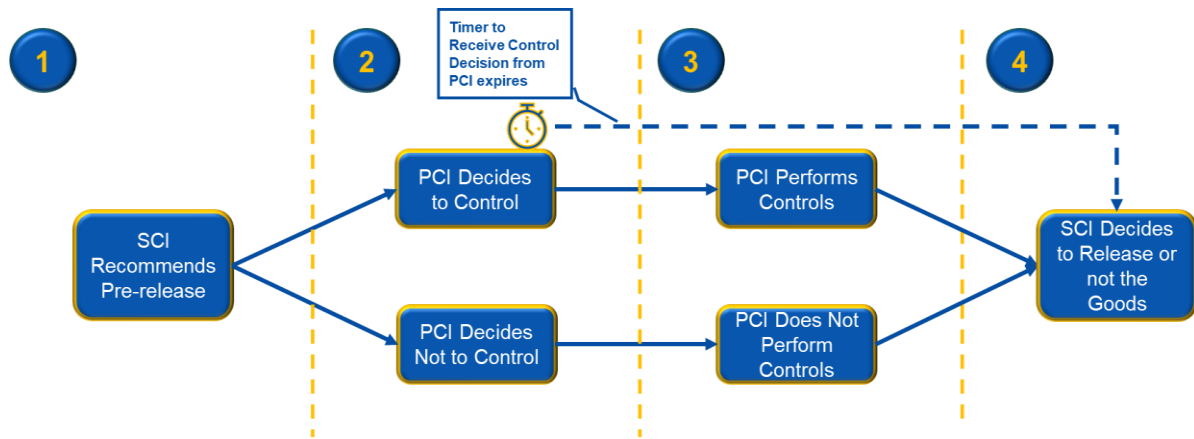 1
2
3
4
Timer to
Receive Control
Decision from
PCI expires
SCI
Recommends
Pre-release
PCI Decides
to Control
PCI Decides
Not to Control
PCI Performs
Controls
PCI Does Not
Perform
Controls
SCI Decides
to Release or
not the
Goods